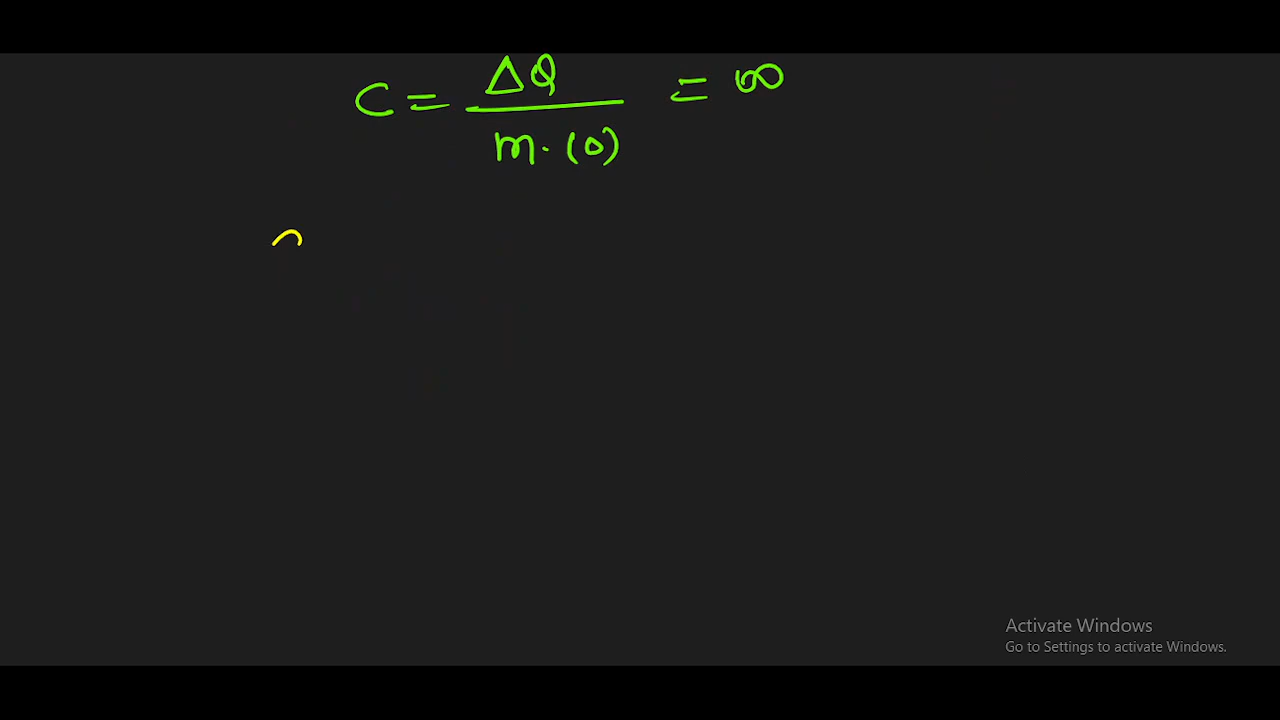 C = ΔQ / m·(0) = ∞
Activate Windows
Go to Settings to activate Windows.